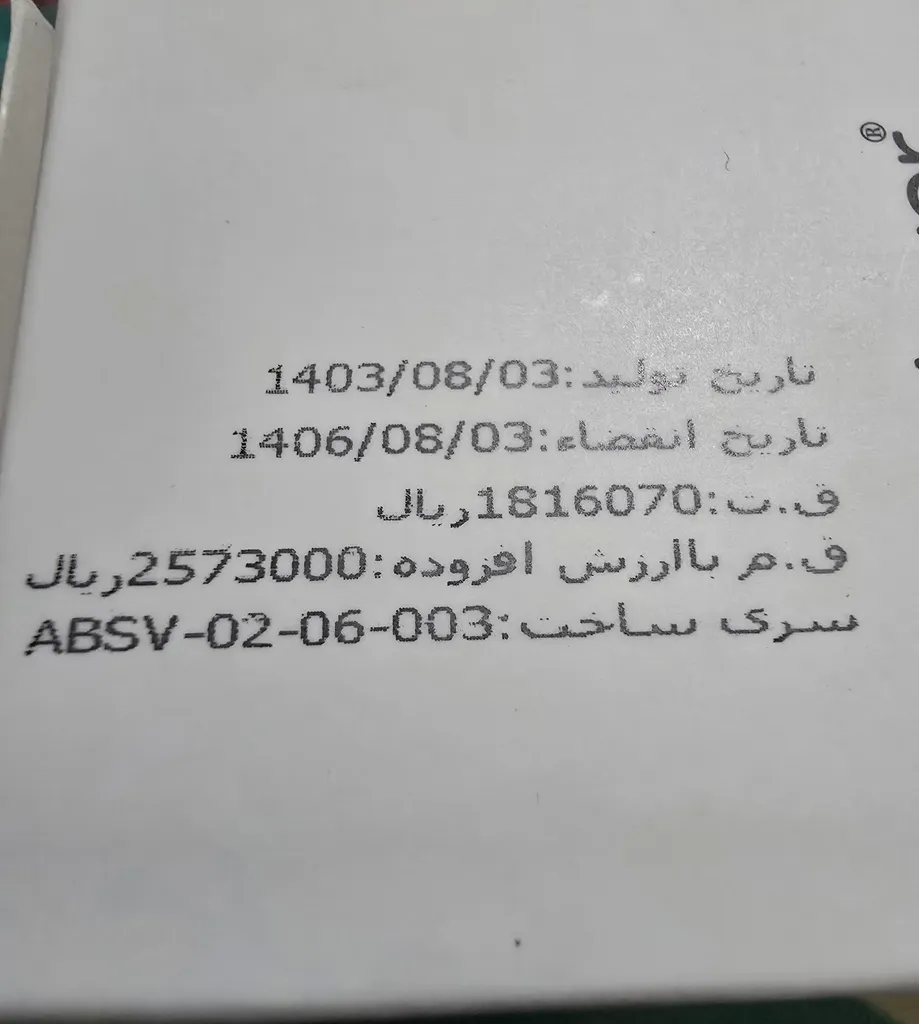 ®
تاریخ تولید:1403/08/03
تاریخ انقضاء:1406/08/03
ق.ت:1816070ریال
ق.م باارزش افزوده:2573000ریال
سری ساخت:ABSV-02-06-003